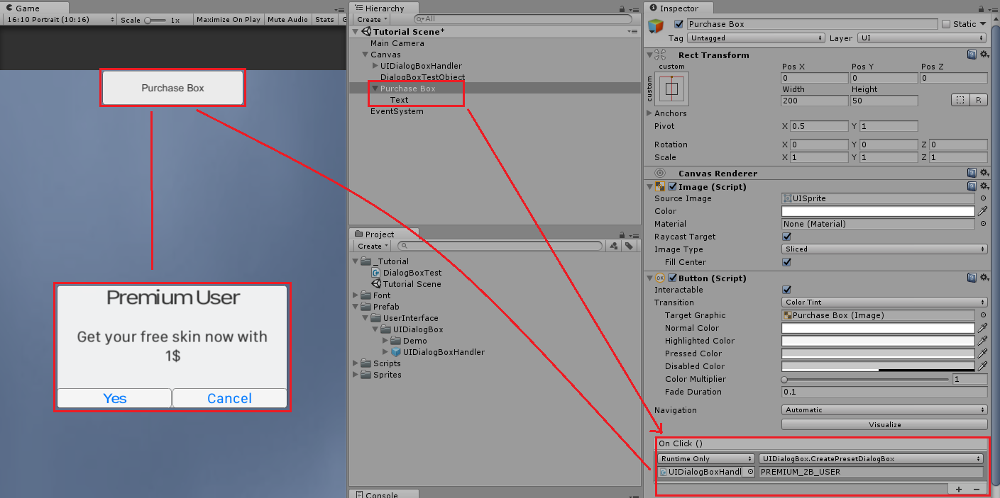 Game
16:10 Portrait (10:16)
Scale
1x
Maximize On Play
Mute Audio
Stats
Purchase Box
Premium User
Get your free skin now with
1$
Yes
Cancel
Hierarchy
Create
All
Tutorial Scene*
Main Camera
Canvas
UIDialogBoxHandler
DialogBoxTestObject
Purchase Box
Text
EventSystem
Project
Create
_Tutorial
DialogBoxTest
Tutorial Scene
Font
Prefab
UserInterface
UIDialogBox
Demo
UIDialogBoxHandler
Scripts
Sprites
Console
Inspector
Purchase Box
Static
Tag
Untagged
Layer
UI
Rect Transform
custom
custom
Pos X
Pos Y
Pos Z
0
0
0
Width
Height
200
50
R
Anchors
Pivot
X 0.5
Y 1
Rotation
X 0
Y 0
Z 0
Scale
X 1
Y 1
Z 1
Canvas Renderer
Image (Script)
Source Image
UISprite
Color
Material
None (Material)
Raycast Target
Image Type
Sliced
Fill Center
OK
Button (Script)
Interactable
Transition
Color Tint
Target Graphic
Purchase Box (Image)
Normal Color
Highlighted Color
Pressed Color
Disabled Color
Color Multiplier
1
Fade Duration
0.1
Navigation
Automatic
Visualize
On Click ()
Runtime Only
UIDialogBox.CreatePresetDialogBox
UIDialogBoxHandl
PREMIUM_2B_USER
+ −